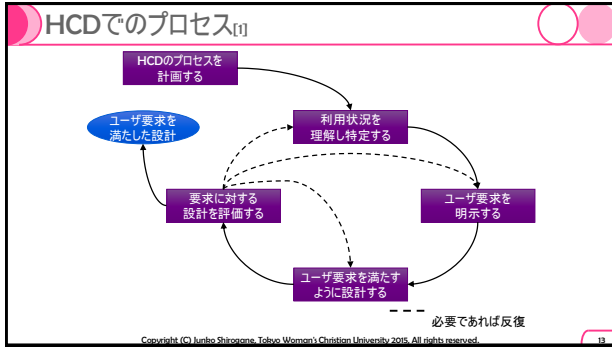 HCDでのプロセス[1]
HCDのプロセスを
計画する
利用状況を
理解し特定する
ユーザ要求を
満たした設計
要求に対する
設計を評価する
ユーザ要求を
明示する
ユーザ要求を満たす
ように設計する
必要であれば反復
Copyright (C) Junko Shirogane, Tokyo Woman's Christian University 2015, All rights reserved.
13